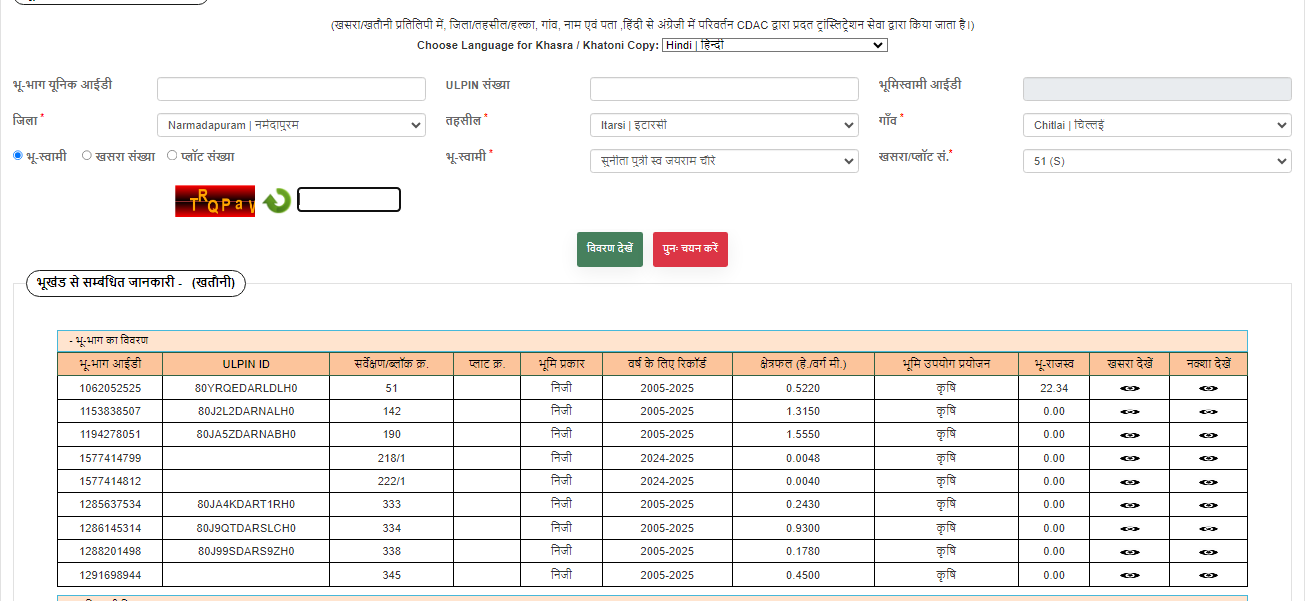 (खसरा/खतौनी प्रतिलिपी में, जिला/तहसील/हल्का, गांव, नाम एवं पता ,हिंदी से अंग्रेजी में परिवर्तन CDAC द्वारा प्रदत ट्रांस्लिट्रेशन सेवा द्वारा किया जाता है।)
Choose Language for Khasra / Khatoni Copy: Hindi | हिन्दी
भू-भाग यूनिक आईडी ULPIN संख्या भूमिस्वामी आईडी
जिला * Narmadapuram | नर्मदापुरम तहसील * Itarsi | इटारसी गाँव * Chitlai | चिल्लई
भू-स्वामी खसरा संख्या प्लॉट संख्या भू-स्वामी * सुनीता पुत्री स्व जयराम चौरे खसरा/प्लॉट सं.* 51 (S)
विवरण देखें पुनः चयन करें
भूखंड से सम्बंधित जानकारी - (खतौनी)
- भू-भाग का विवरण
भू-भाग आईडी ULPIN ID सर्वेक्षण/ब्लॉक क्र. प्लाट क्र. भूमि प्रकार वर्ष के लिए रिकॉर्ड क्षेत्रफल (हे./वर्ग मी.) भूमि उपयोग प्रयोजन भू-राजस्व खसरा देखें नक्शा देखें
1062052525 80YRQEDARLDLH0 51 निजी 2005-2025 0.5220 कृषि 22.34
1153838507 80J2L2DARNALH0 142 निजी 2005-2025 1.3150 कृषि 0.00
1194278051 80JA5ZDARNABH0 190 निजी 2005-2025 1.5550 कृषि 0.00
1577414799 218/1 निजी 2024-2025 0.0048 कृषि 0.00
1577414812 222/1 निजी 2024-2025 0.0040 कृषि 0.00
1285637534 80JA4KDART1RH0 333 निजी 2005-2025 0.2430 कृषि 0.00
1286145314 80J9QTDARSLCH0 334 निजी 2005-2025 0.9300 कृषि 0.00
1288201498 80J99SDARS9ZH0 338 निजी 2005-2025 0.1780 कृषि 0.00
1291698944 345 निजी 2005-2025 0.4500 कृषि 0.00